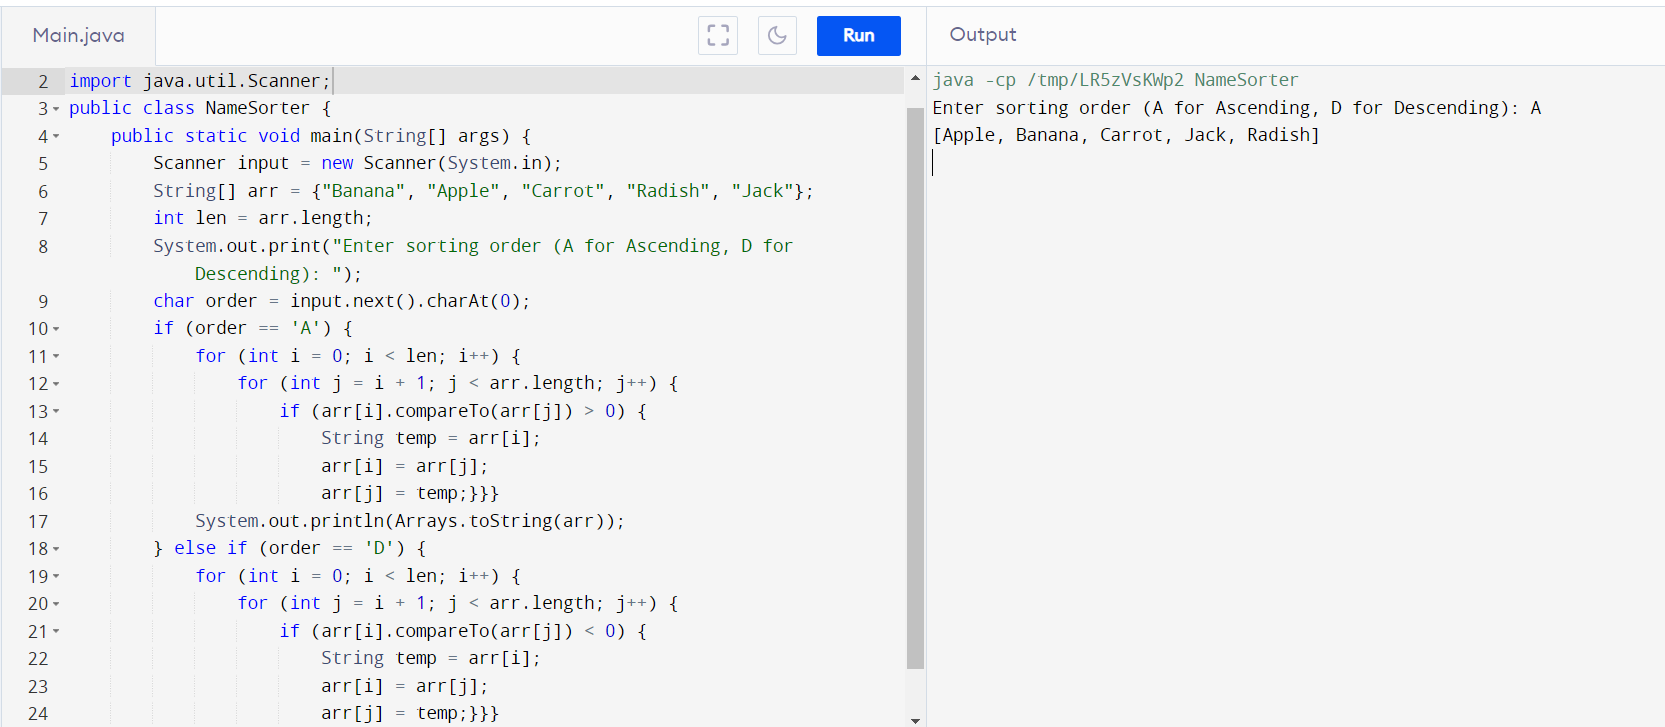 Main.java
Run
Output
2 import java.util.Scanner;
3 public class NameSorter {
4 public static void main(String[] args) {
5 Scanner input = new Scanner(System.in);
6 String[] arr = {"Banana", "Apple", "Carrot", "Radish", "Jack"};
7 int len = arr.length;
8 System.out.print("Enter sorting order (A for Ascending, D for
Descending): ");
9 char order = input.next().charAt(0);
10 if (order == 'A') {
11 for (int i = 0; i < len; i++) {
12 for (int j = i + 1; j < arr.length; j++) {
13 if (arr[i].compareTo(arr[j]) > 0) {
14 String temp = arr[i];
15 arr[i] = arr[j];
16 arr[j] = temp;}}}
17 System.out.println(Arrays.toString(arr));
18 } else if (order == 'D') {
19 for (int i = 0; i < len; i++) {
20 for (int j = i + 1; j < arr.length; j++) {
21 if (arr[i].compareTo(arr[j]) < 0) {
22 String temp = arr[i];
23 arr[i] = arr[j];
24 arr[j] = temp;}}}
java -cp /tmp/LR5zVsKWp2 NameSorter
Enter sorting order (A for Ascending, D for Descending): A
[Apple, Banana, Carrot, Jack, Radish]